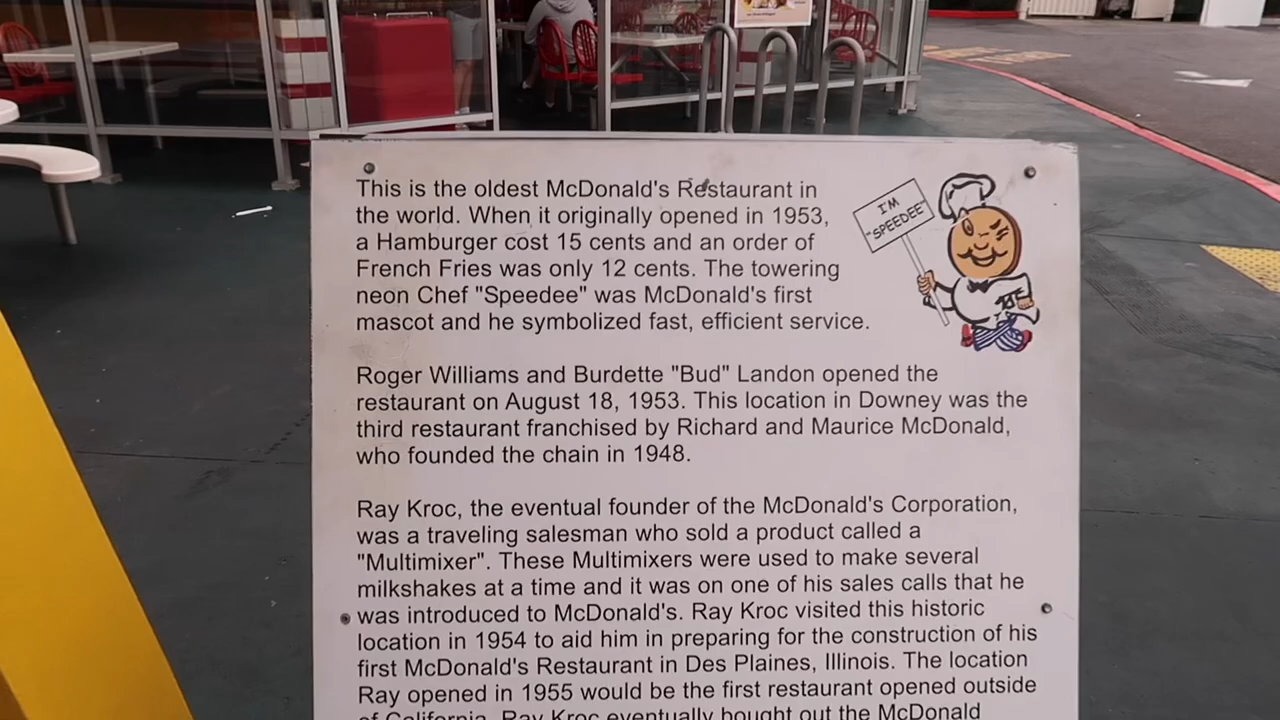 This is the oldest McDonald's Restaurant in
the world. When it originally opened in 1953,
a Hamburger cost 15 cents and an order of
French Fries was only 12 cents. The towering
neon Chef "Speedee" was McDonald's first
mascot and he symbolized fast, efficient service.
I'M
"SPEEDEE"
Roger Williams and Burdette "Bud" Landon opened the
restaurant on August 18, 1953. This location in Downey was the
third restaurant franchised by Richard and Maurice McDonald,
who founded the chain in 1948.
Ray Kroc, the eventual founder of the McDonald's Corporation,
was a traveling salesman who sold a product called a
"Multimixer". These Multimixers were used to make several
milkshakes at a time and it was on one of his sales calls that he
was introduced to McDonald's. Ray Kroc visited this historic
location in 1954 to aid him in preparing for the construction of his
first McDonald's Restaurant in Des Plaines, Illinois. The location
Ray opened in 1955 would be the first restaurant opened outside
of California. Ray Kroc eventually bought out the McDonald